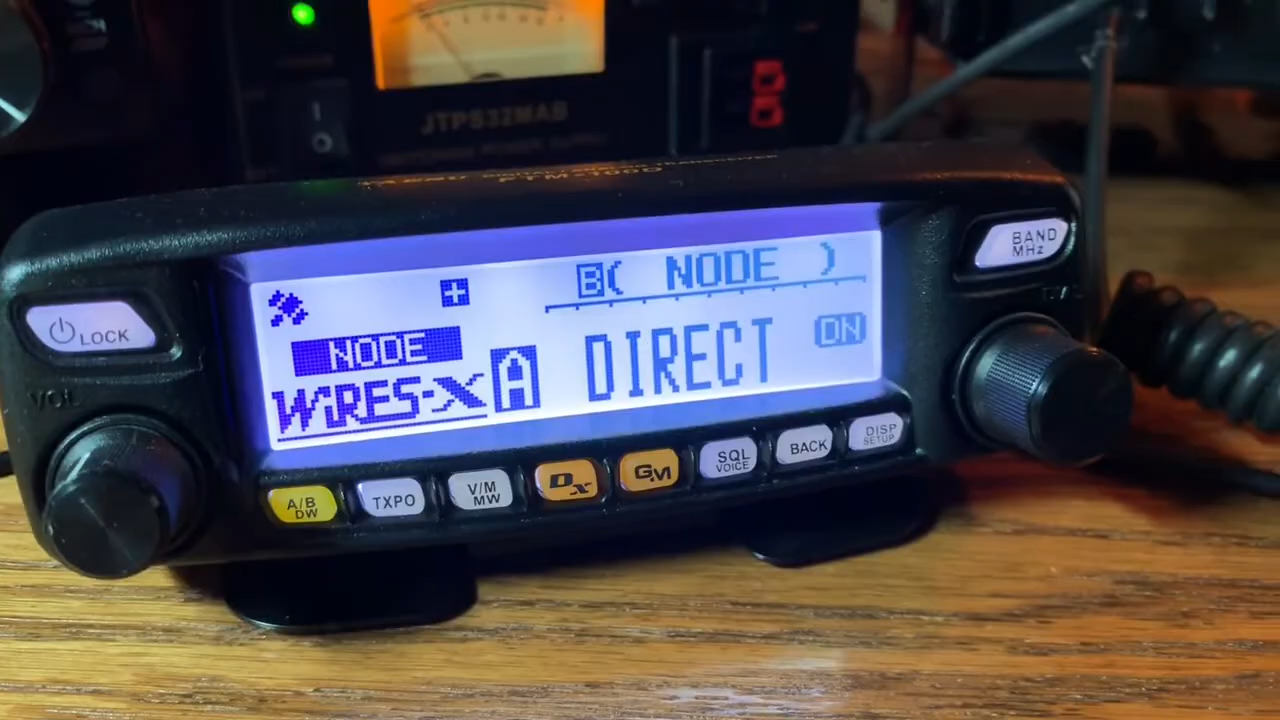 I
O
JTPS32MAB
LOCK
VOL
B( NODE )
NODE
WiRES-X A DIRECT DN
BAND
MHz
A/B
DW
TXPO
V/M
MW
DX
GM
SQL
VOICE
BACK
DISP
SETUP